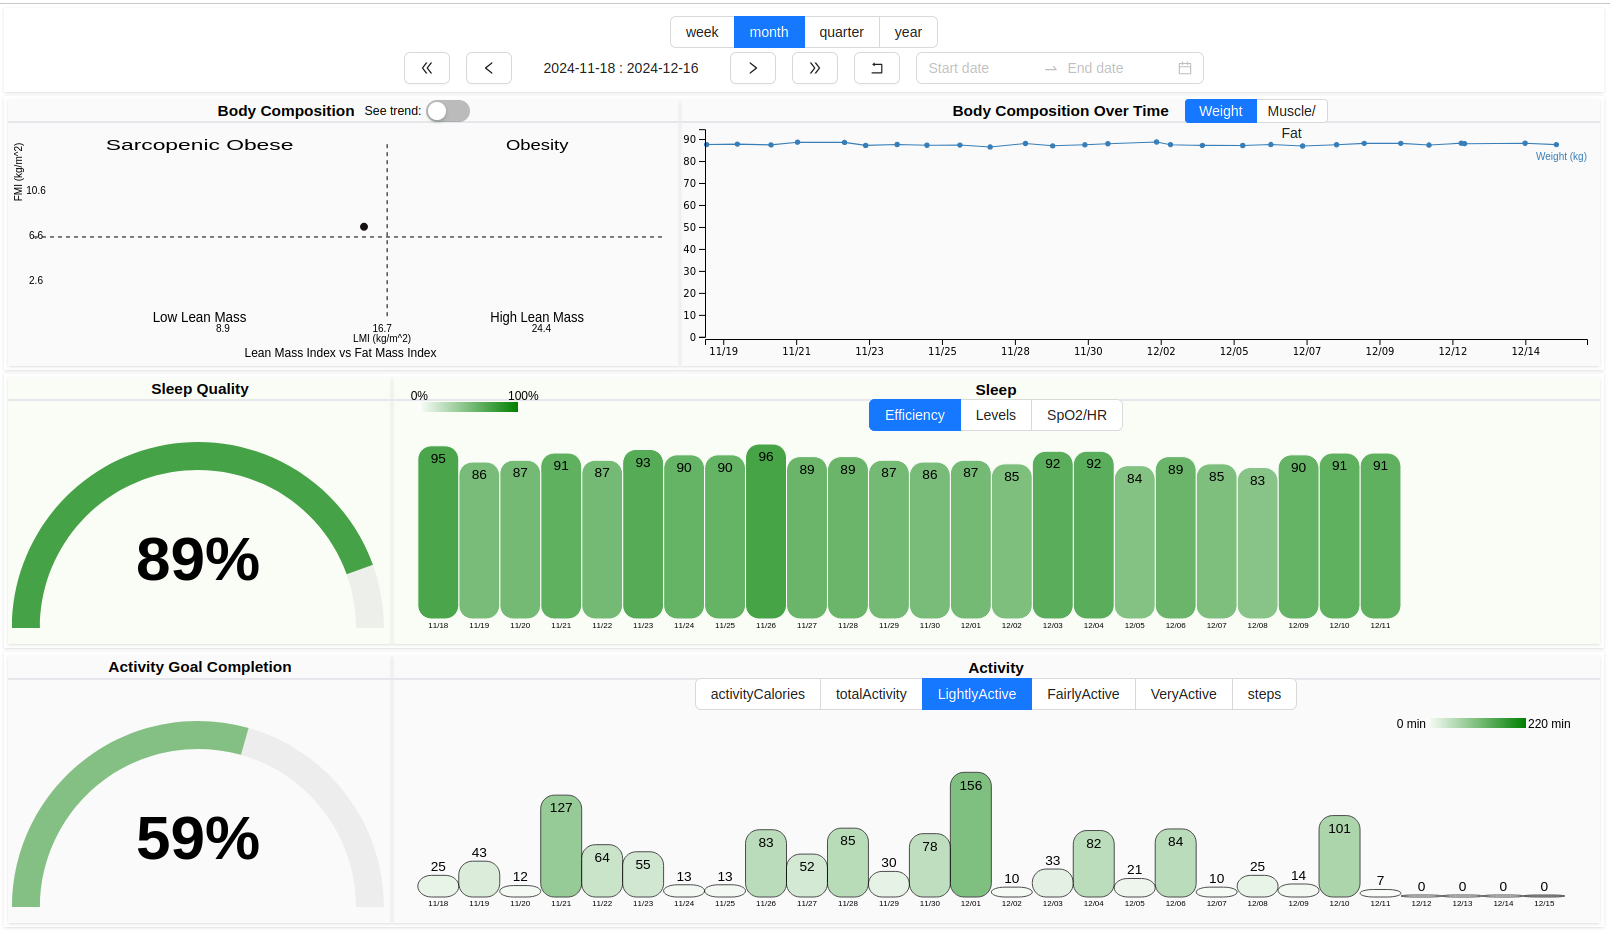 week month quarter year
2024-11-18 : 2024-12-16 Start date End date
Body Composition See trend:
Sarcopenic Obese Obesity
FMI (kg/m^2)
10.6
6.6
2.6
Low Lean Mass High Lean Mass
8.9 16.7 24.4
LMI (kg/m^2)
Lean Mass Index vs Fat Mass Index
Body Composition Over Time Weight Muscle/
Fat
Weight (kg)
90
80
70
60
50
40
30
20
10
0
11/19 11/21 11/23 11/25 11/28 11/30 12/02 12/05 12/07 12/09 12/12 12/14
Sleep Quality
89%
Sleep
0% 100%
Efficiency Levels SpO2/HR
95 86 87 91 87 93 90 90 96 89 89 87 86 87 85 92 92 84 89 85 83 90 91 91
11/18 11/19 11/20 11/21 11/22 11/23 11/24 11/25 11/26 11/27 11/28 11/29 11/30 12/01 12/02 12/03 12/04 12/05 12/06 12/07 12/08 12/09 12/10 12/11
Activity Goal Completion
59%
Activity
activityCalories totalActivity LightlyActive FairlyActive VeryActive steps
0 min 220 min
25 43 12 127 64 55 13 13 83 52 85 30 78 156 10 33 82 21 84 10 25 14 101 7 0 0 0 0
11/18 11/19 11/20 11/21 11/22 11/23 11/24 11/25 11/26 11/27 11/28 11/29 11/30 12/01 12/02 12/03 12/04 12/05 12/06 12/07 12/08 12/09 12/10 12/11 12/12 12/13 12/14 12/15